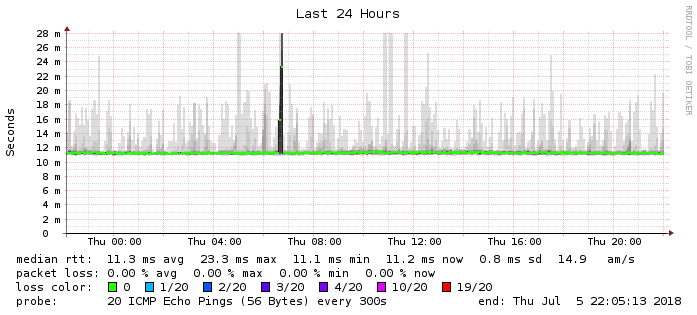 Last 24 Hours
RRDTOOL / TOBI OETIKER
Seconds
28 m
26 m
24 m
22 m
20 m
18 m
16 m
14 m
12 m
10 m
8 m
6 m
4 m
2 m
0
Thu 00:00 Thu 04:00 Thu 08:00 Thu 12:00 Thu 16:00 Thu 20:00
median rtt: 11.3 ms avg 23.3 ms max 11.1 ms min 11.2 ms now 0.8 ms sd 14.9 am/s
packet loss: 0.00 % avg 0.00 % max 0.00 % min 0.00 % now
loss color: 0 1/20 2/20 3/20 4/20 10/20 19/20
probe: 20 ICMP Echo Pings (56 Bytes) every 300s end: Thu Jul 5 22:05:13 2018